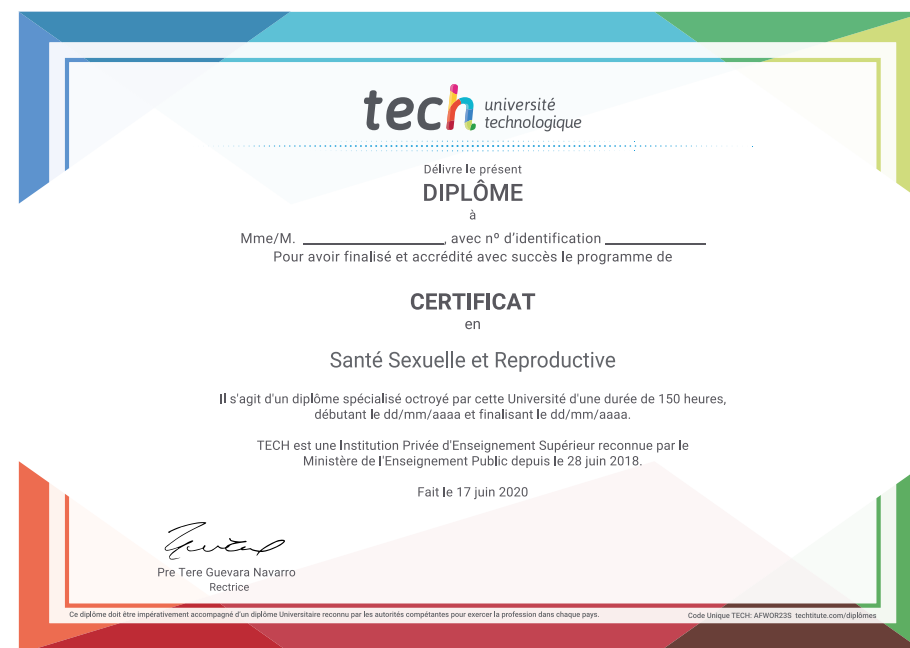 tech université
technologique
Délivre le présent
DIPLÔME
à
Mme/M. ____________________, avec nº d'identification ______________
Pour avoir finalisé et accrédité avec succès le programme de
CERTIFICAT
en
Santé Sexuelle et Reproductive
Il s'agit d'un diplôme spécialisé octroyé par cette Université d'une durée de 150 heures,
débutant le dd/mm/aaaa et finalisant le dd/mm/aaaa.
TECH est une Institution Privée d'Enseignement Supérieur reconnue par le
Ministère de l'Enseignement Public depuis le 28 juin 2018.
Fait le 17 juin 2020
Pre Tere Guevara Navarro
Rectrice
Ce diplôme doit être impérativement accompagné d'un diplôme Universitaire reconnu par les autorités compétentes pour exercer la profession dans chaque pays.
Code Unique TECH: AFWOR23S techtitute.com/diplômes